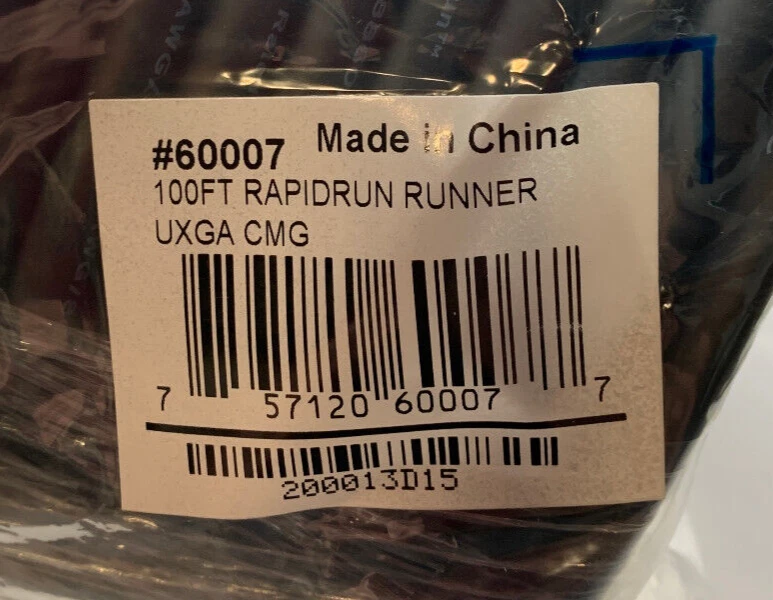 #60007 Made in China
100FT RAPIDRUN RUNNER
UXGA CMG
7 57120 60007 7
200013D15